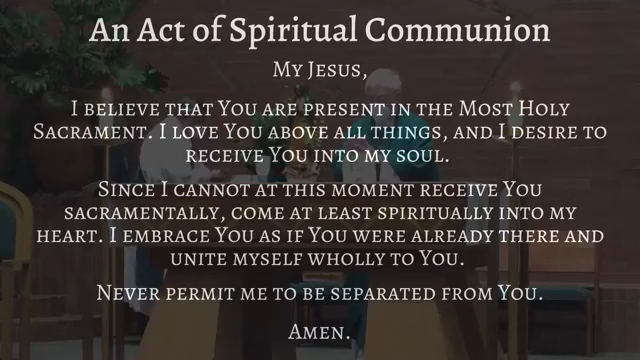 An Act of Spiritual Communion
My Jesus,
I believe that You are present in the Most Holy
Sacrament. I love You above all things, and I desire to
receive You into my soul.
Since I cannot at this moment receive You
sacramentally, come at least spiritually into my
heart. I embrace You as if You were already there and
unite myself wholly to You.
Never permit me to be separated from You.
Amen.